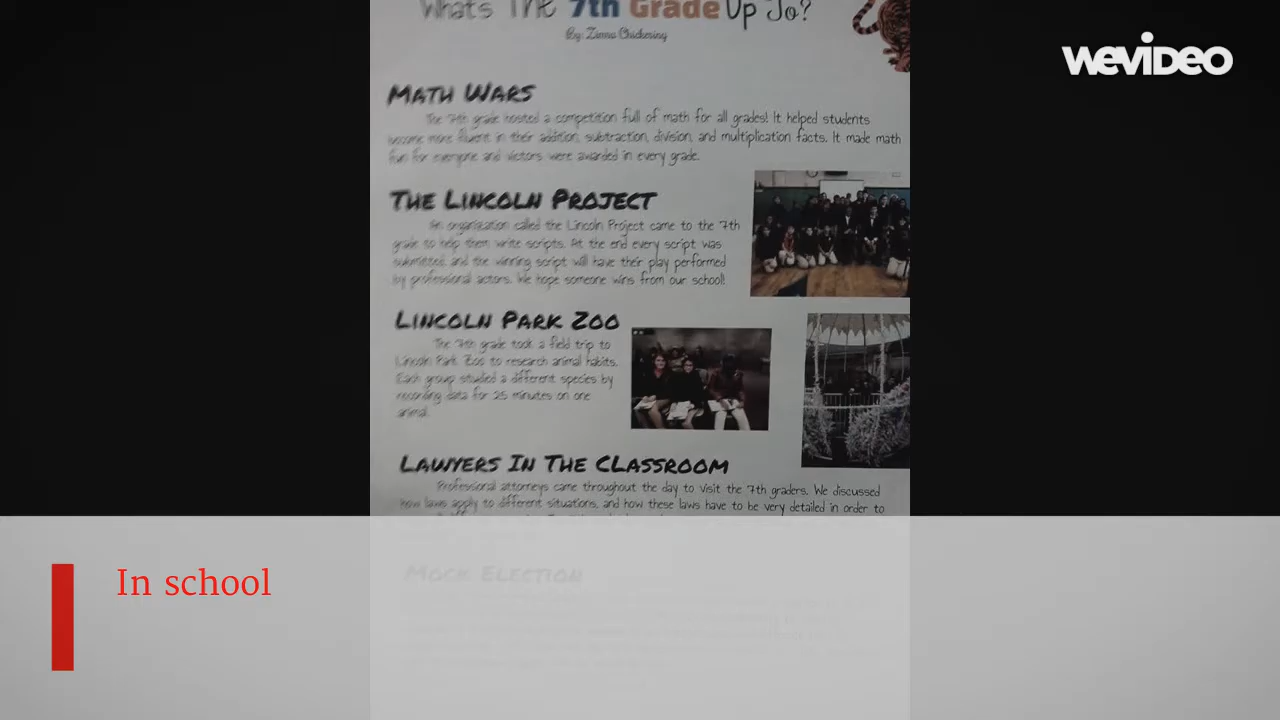 What's The 7th Grade Up To?
wevideo
MATH WARS
The 7th grade hosted a competition full of math for all grades! It helped students
become more fluent in their addition, subtraction, division, and multiplication facts. It made math
fun for everyone and victors were awarded in every grade.
THE LINCOLN PROJECT
An organization called the Lincoln Project came to the 7th
grade to help them write scripts. At the end every script was
submitted, and the winning script will have their play performed
by professional actors. We hope someone wins from our school!
LINCOLN PARK ZOO
The 7th grade took a field trip to
Lincoln Park Zoo to research animal habits.
Each group studied a different species by
recording data for 25 minutes on one
animal.
LAWYERS IN THE CLASSROOM
Professional attorneys came throughout the day to visit the 7th graders. We discussed
how laws apply to different situations, and how these laws have to be very detailed in order to
MOCK ELECTION
In school